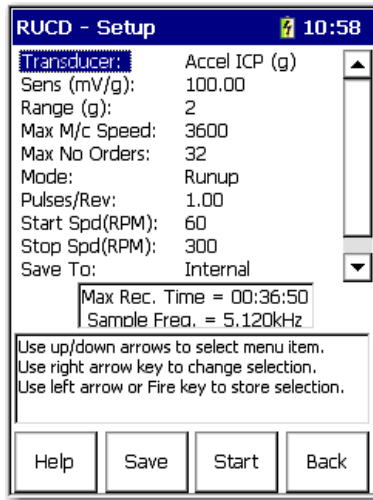 RUCD - Setup 10:58
Transducer: Accel ICP (g)
Sens (mV/g): 100.00
Range (g): 2
Max M/c Speed: 3600
Max No Orders: 32
Mode: Runup
Pulses/Rev: 1.00
Start Spd(RPM): 60
Stop Spd(RPM): 300
Save To: Internal
Max Rec. Time = 00:36:50
Sample Freq. = 5.120kHz
Use up/down arrows to select menu item.
Use right arrow key to change selection.
Use left arrow or Fire key to store selection.
Help Save Start Back